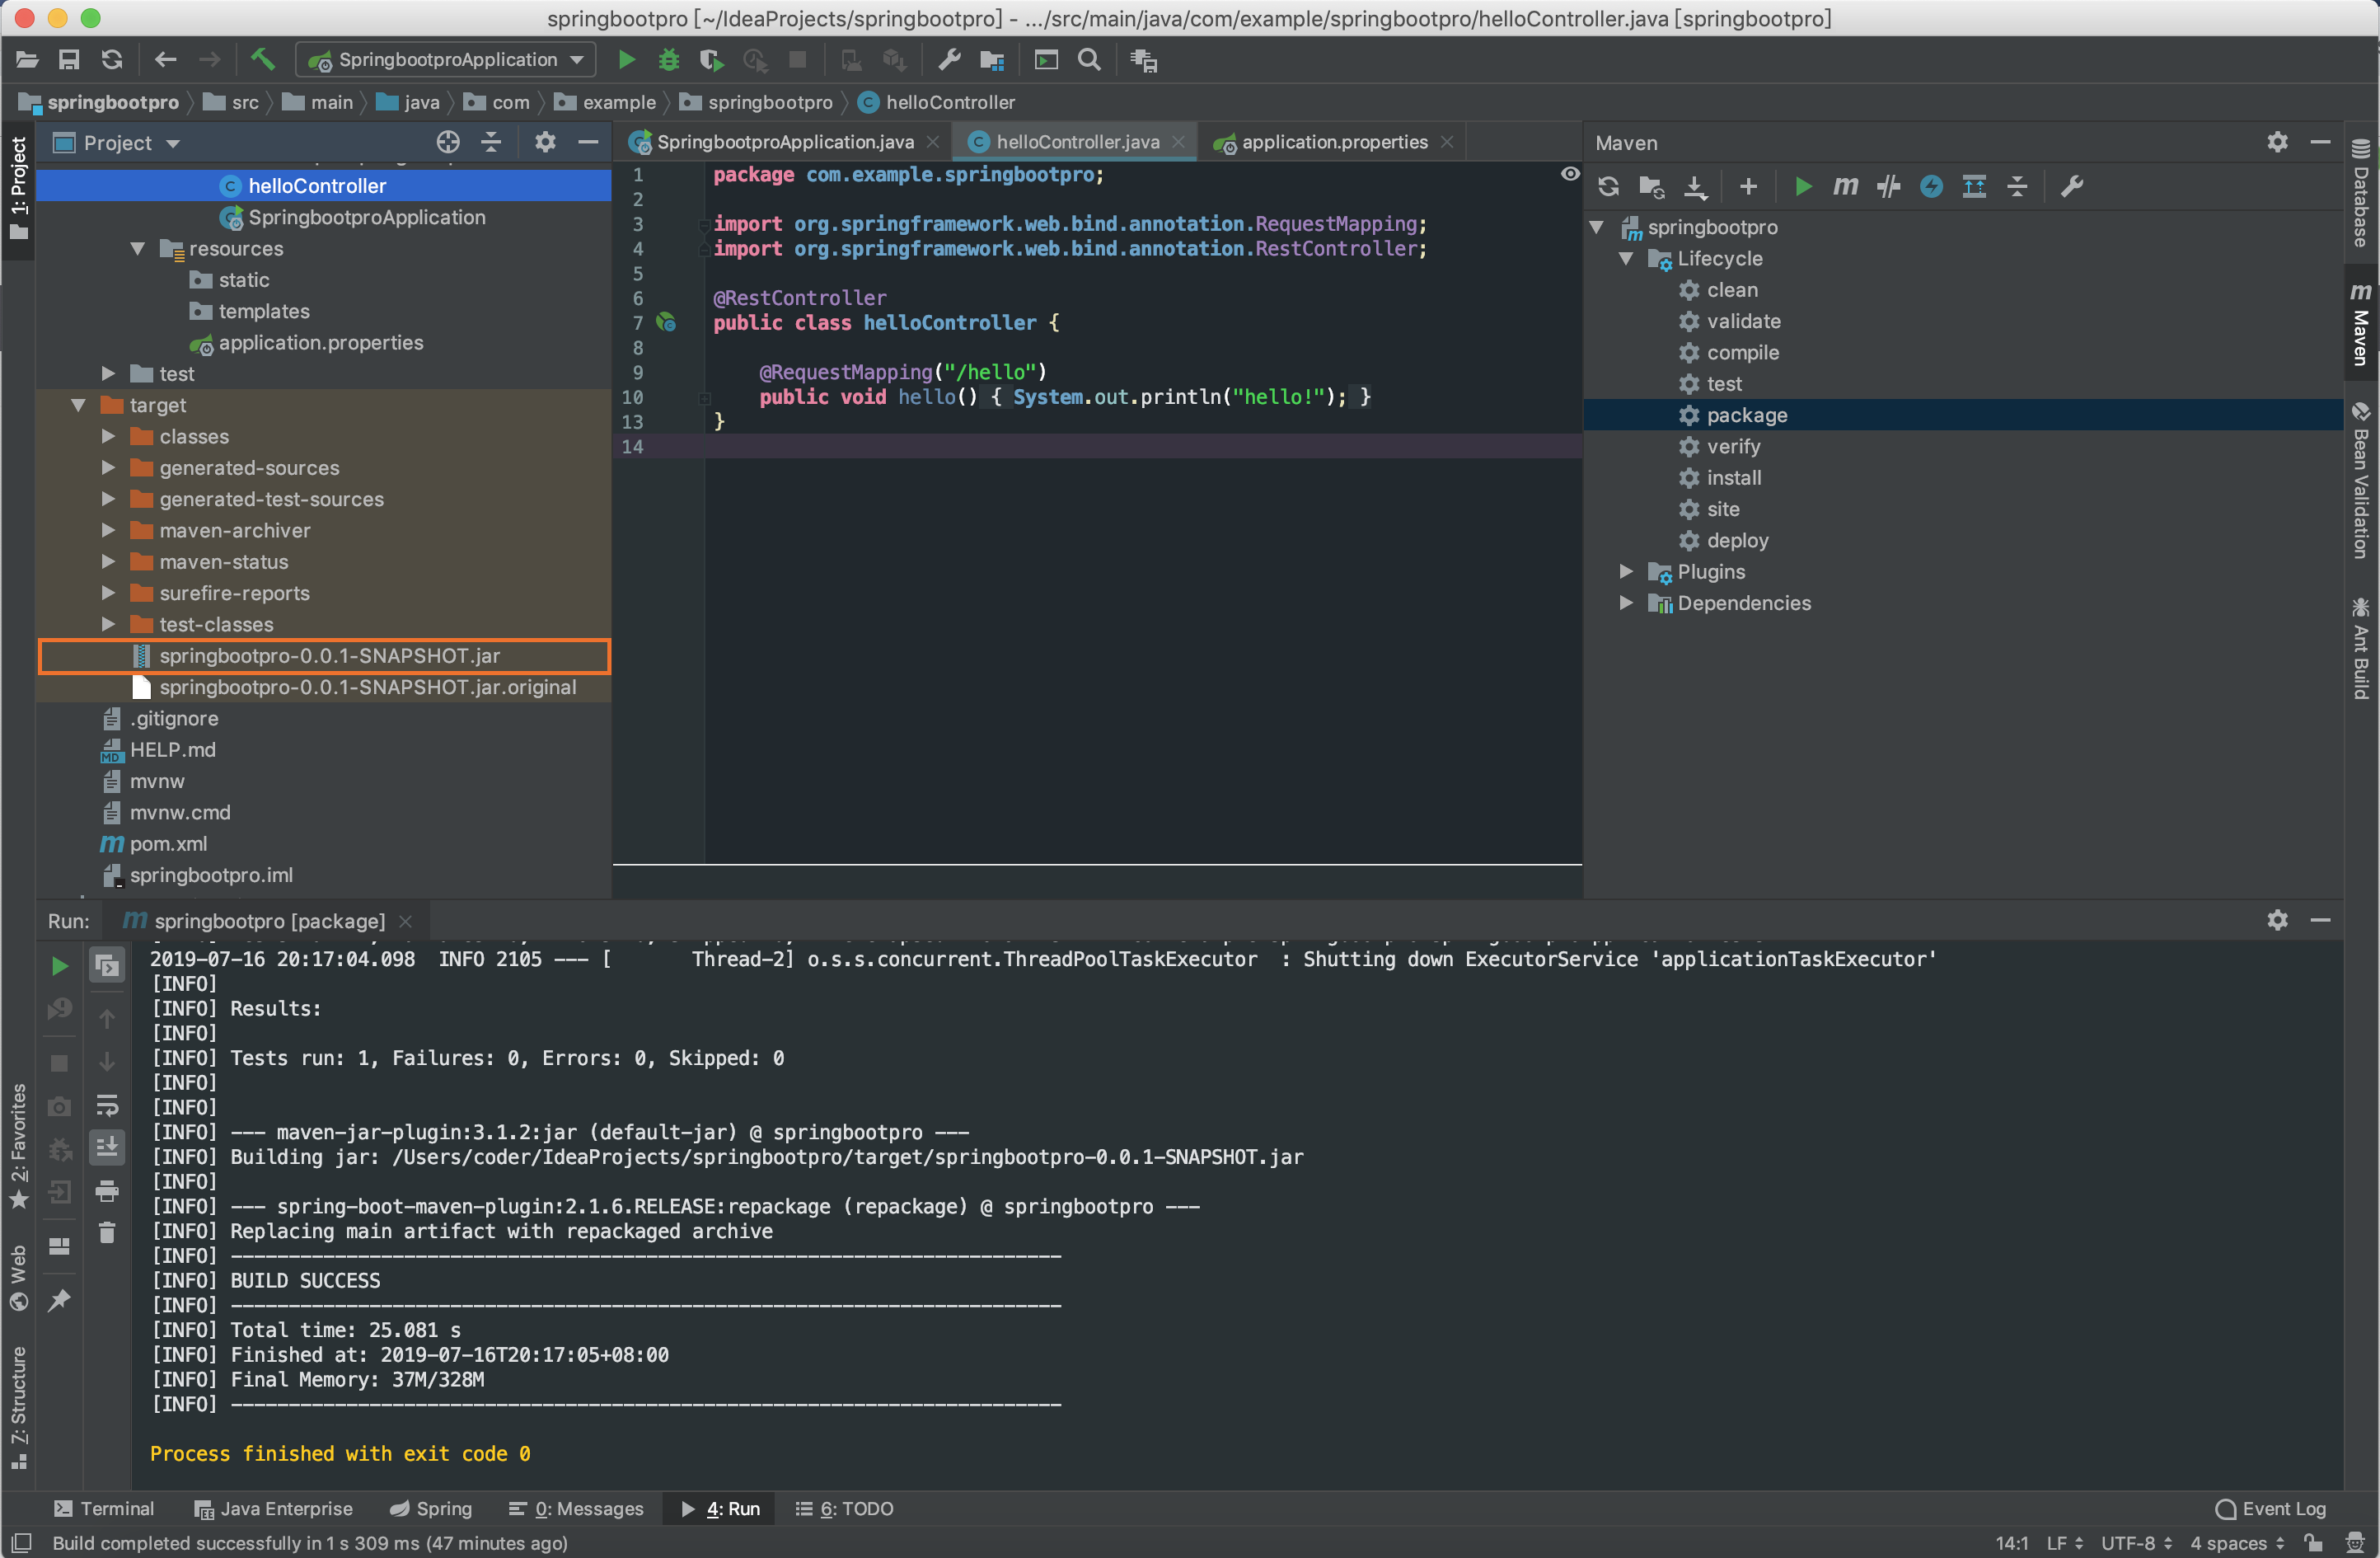 springbootpro [~/IdeaProjects/springbootpro] - .../src/main/java/com/example/springbootpro/helloController.java [springbootpro]
SpringbootproApplication
springbootpro src main java com example springbootpro helloController
1: Project
Project
helloController
SpringbootproApplication
resources
static
templates
application.properties
test
target
classes
generated-sources
generated-test-sources
maven-archiver
maven-status
surefire-reports
test-classes
springbootpro-0.0.1-SNAPSHOT.jar
springbootpro-0.0.1-SNAPSHOT.jar.original
.gitignore
HELP.md
mvnw
mvnw.cmd
pom.xml
springbootpro.iml
SpringbootproApplication.java helloController.java application.properties
1 package com.example.springbootpro;
2
3 import org.springframework.web.bind.annotation.RequestMapping;
4 import org.springframework.web.bind.annotation.RestController;
5
6 @RestController
7 public class helloController {
8
9 @RequestMapping("/hello")
10 public void hello() { System.out.println("hello!"); }
13 }
14
Maven
springbootpro
Lifecycle
clean
validate
compile
test
package
verify
install
site
deploy
Plugins
Dependencies
Database
Maven
Bean Validation
Ant Build
Run: springbootpro [package]
2019-07-16 20:17:04.098 INFO 2105 --- [ Thread-2] o.s.s.concurrent.ThreadPoolTaskExecutor : Shutting down ExecutorService 'applicationTaskExecutor'
[INFO]
[INFO] Results:
[INFO]
[INFO] Tests run: 1, Failures: 0, Errors: 0, Skipped: 0
[INFO]
[INFO]
[INFO] --- maven-jar-plugin:3.1.2:jar (default-jar) @ springbootpro ---
[INFO] Building jar: /Users/coder/IdeaProjects/springbootpro/target/springbootpro-0.0.1-SNAPSHOT.jar
[INFO]
[INFO] --- spring-boot-maven-plugin:2.1.6.RELEASE:repackage (repackage) @ springbootpro ---
[INFO] Replacing main artifact with repackaged archive
[INFO] ------------------------------------------------------------------------
[INFO] BUILD SUCCESS
[INFO] ------------------------------------------------------------------------
[INFO] Total time: 25.081 s
[INFO] Finished at: 2019-07-16T20:17:05+08:00
[INFO] Final Memory: 37M/328M
[INFO] ------------------------------------------------------------------------
Process finished with exit code 0
2: Favorites
Web
7: Structure
Terminal Java Enterprise Spring 0: Messages 4: Run 6: TODO Event Log
Build completed successfully in 1 s 309 ms (47 minutes ago) 14:1 LF UTF-8 4 spaces